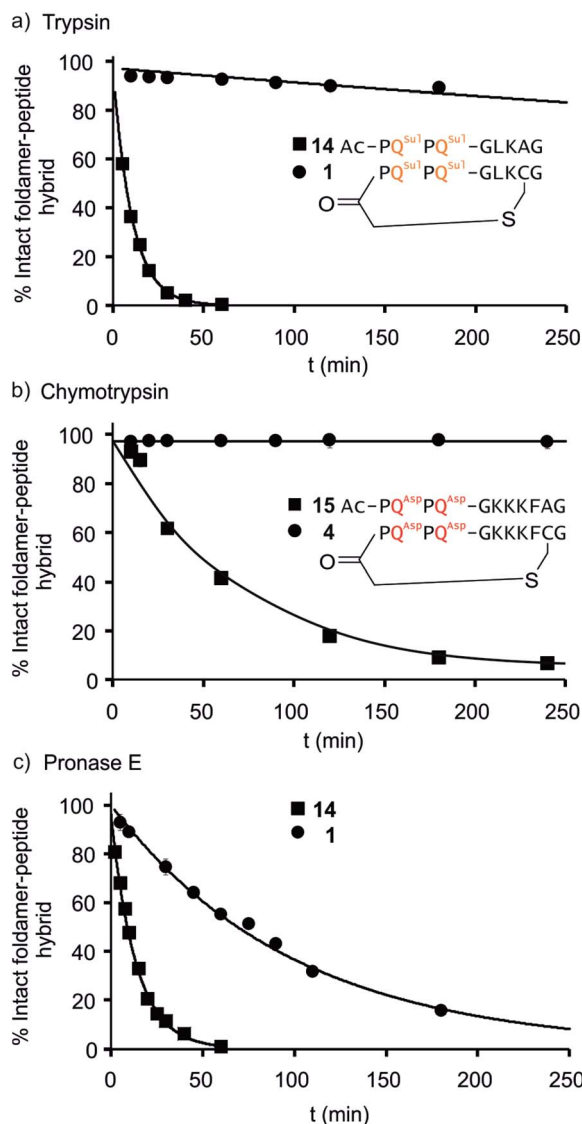 a) Trypsin
% Intact foldamer-peptide
hybrid
100
80
60
40
20
0
■ 14 Ac–PQˢᵘ¹PQˢᵘ¹–GLKAG
● 1 PQˢᵘ¹PQˢᵘ¹–GLKCG
O
S
0 50 100 150 200 250
t (min)
b) Chymotrypsin
% Intact foldamer-peptide
hybrid
100
80
60
40
20
0
■ 15 Ac–PQᴬˢᵖPQᴬˢᵖ–GKKKFAG
● 4 PQᴬˢᵖPQᴬˢᵖ–GKKKFCG
O
S
0 50 100 150 200 250
t (min)
c) Pronase E
% Intact foldamer-peptide
hybrid
100
80
60
40
20
0
■ 14
● 1
0 50 100 150 200 250
t (min)